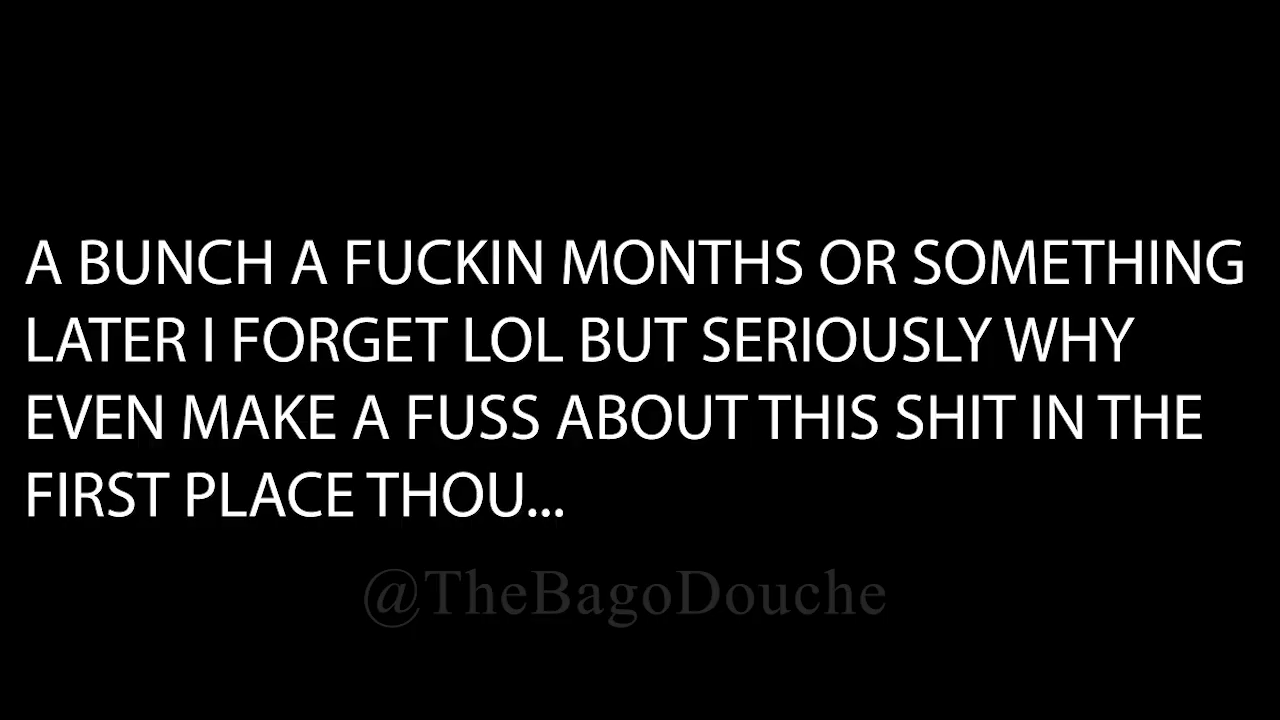 A BUNCH A FUCKIN MONTHS OR SOMETHING
LATER I FORGET LOL BUT SERIOUSLY WHY
EVEN MAKE A FUSS ABOUT THIS SHIT IN THE
FIRST PLACE THOU...
@TheBagoDouche